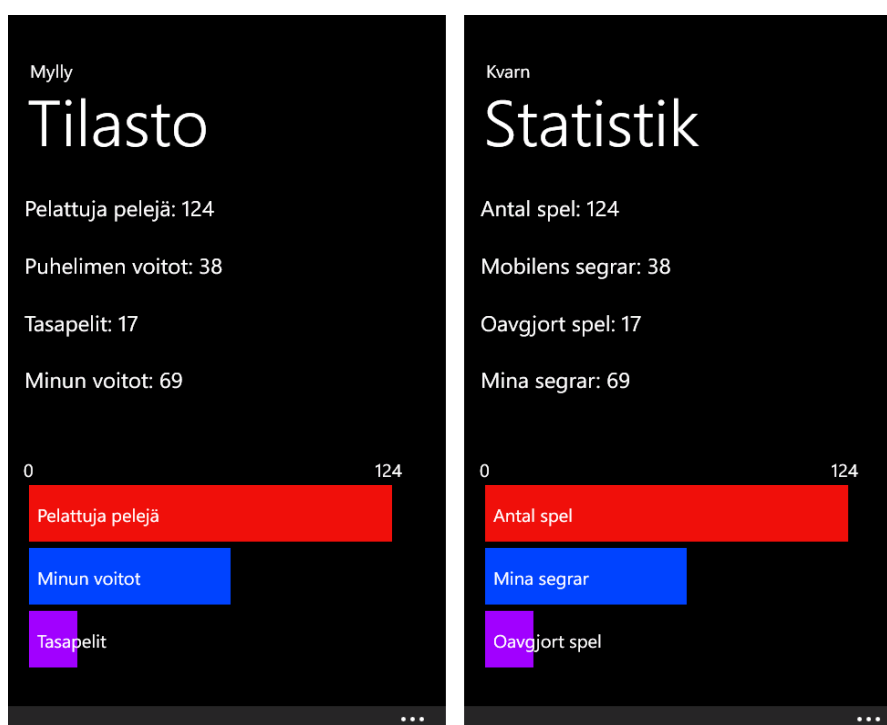 Mylly
Tilasto
Pelattuja pelejä: 124
Puhelimen voitot: 38
Tasapelit: 17
Minun voitot: 69
0 124
Pelattuja pelejä
Minun voitot
Tasapelit
Kvarn
Statistik
Antal spel: 124
Mobilens segrar: 38
Oavgjort spel: 17
Mina segrar: 69
0 124
Antal spel
Mina segrar
Oavgjort spel